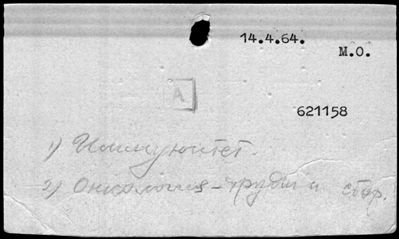 14.4.64.
М.О.
А
621158
1) Иммунитет.
2) Онкология - труды и сбор.